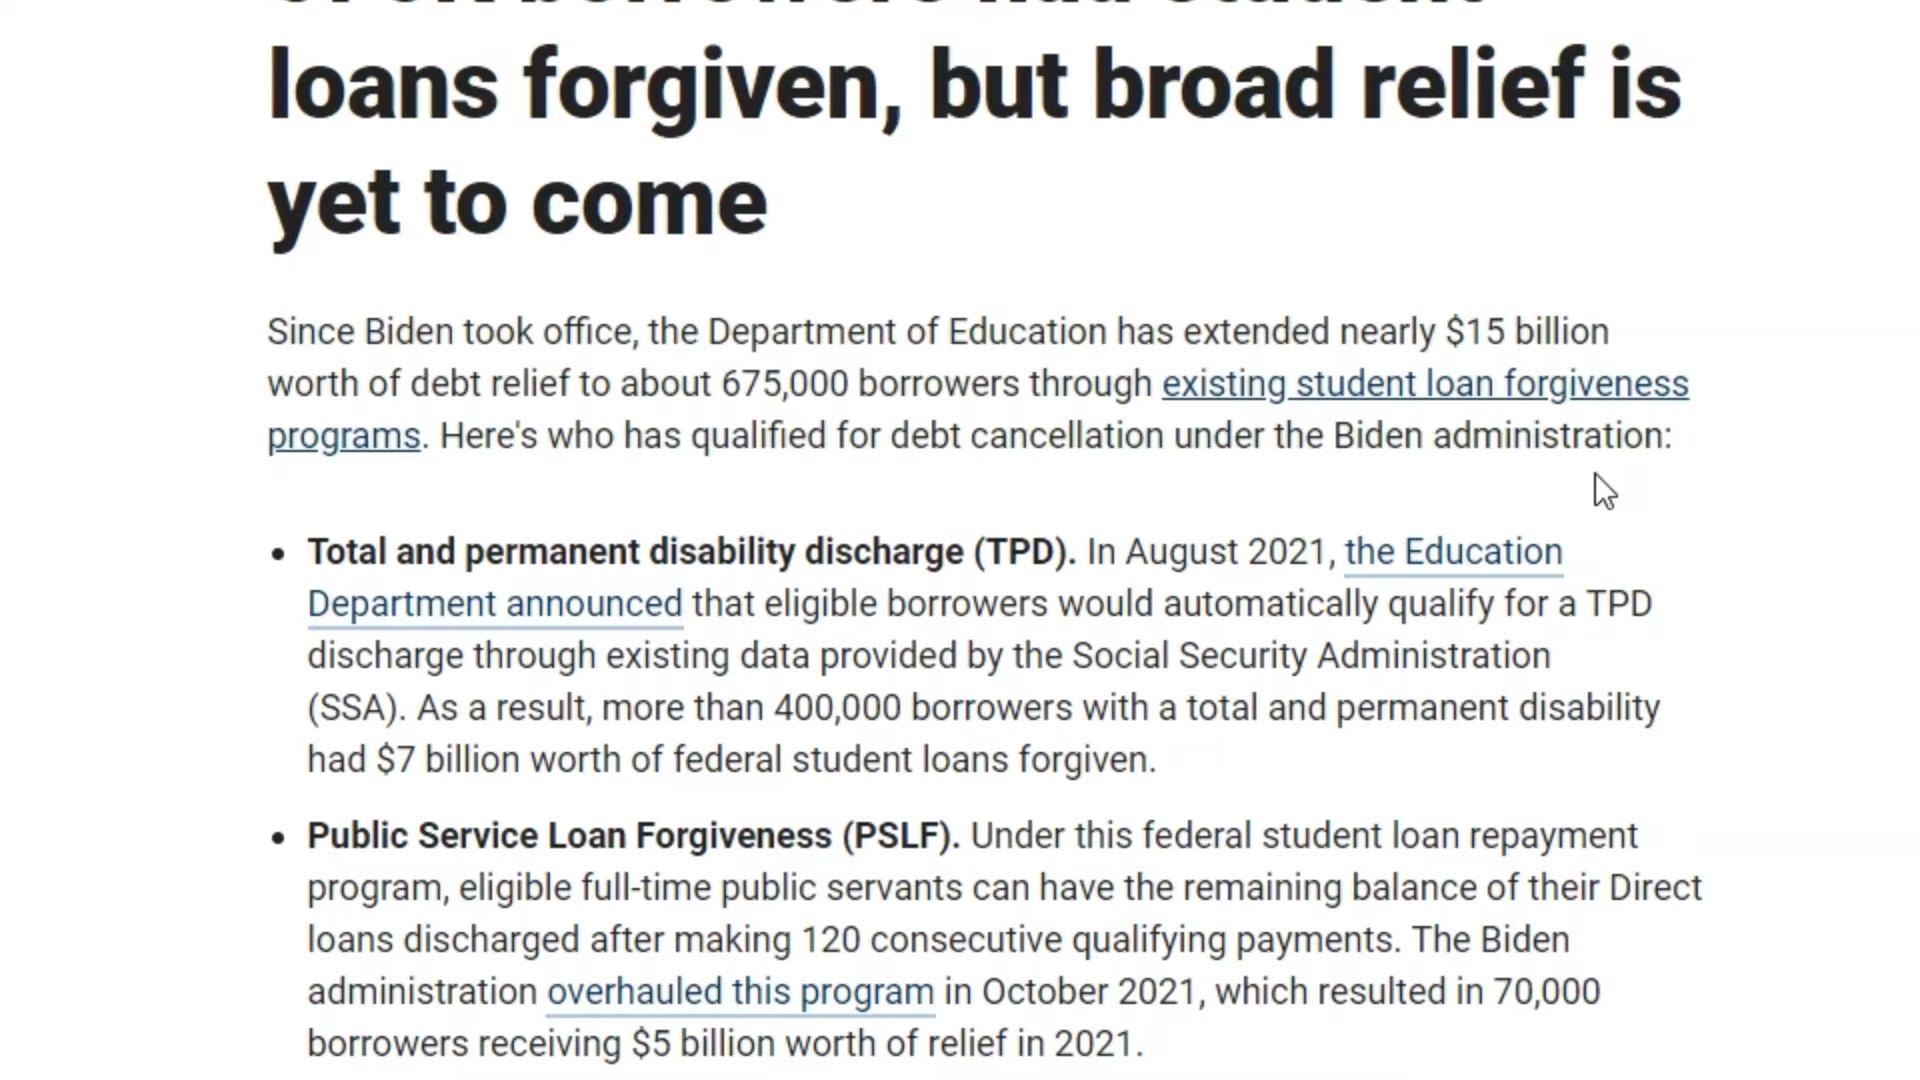 loans forgiven, but broad relief is
yet to come
Since Biden took office, the Department of Education has extended nearly $15 billion
worth of debt relief to about 675,000 borrowers through existing student loan forgiveness
programs. Here's who has qualified for debt cancellation under the Biden administration:
• Total and permanent disability discharge (TPD). In August 2021, the Education
Department announced that eligible borrowers would automatically qualify for a TPD
discharge through existing data provided by the Social Security Administration
(SSA). As a result, more than 400,000 borrowers with a total and permanent disability
had $7 billion worth of federal student loans forgiven.
• Public Service Loan Forgiveness (PSLF). Under this federal student loan repayment
program, eligible full-time public servants can have the remaining balance of their Direct
loans discharged after making 120 consecutive qualifying payments. The Biden
administration overhauled this program in October 2021, which resulted in 70,000
borrowers receiving $5 billion worth of relief in 2021.